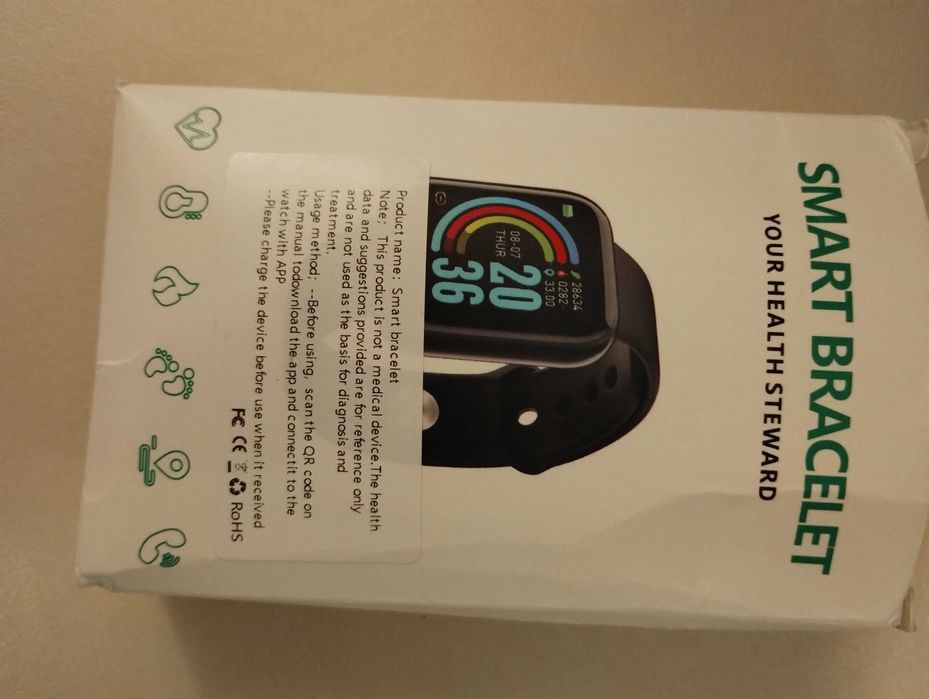 SMART BRACELET
YOUR HEALTH STEWARD
28634
0282
33.00
08-07
THUR
20
36
Product name: Smart bracelet
Note; This product is not a medical device.The health
data and suggestions provided are for reference only
and are not used as the basis for diagnosis and
treatment.
Usage method; --Before using, scan the QR code on
the manual todownload the app and connectit to the
watch with APP
--Please charge the device before use when it received
FC CE RoHS